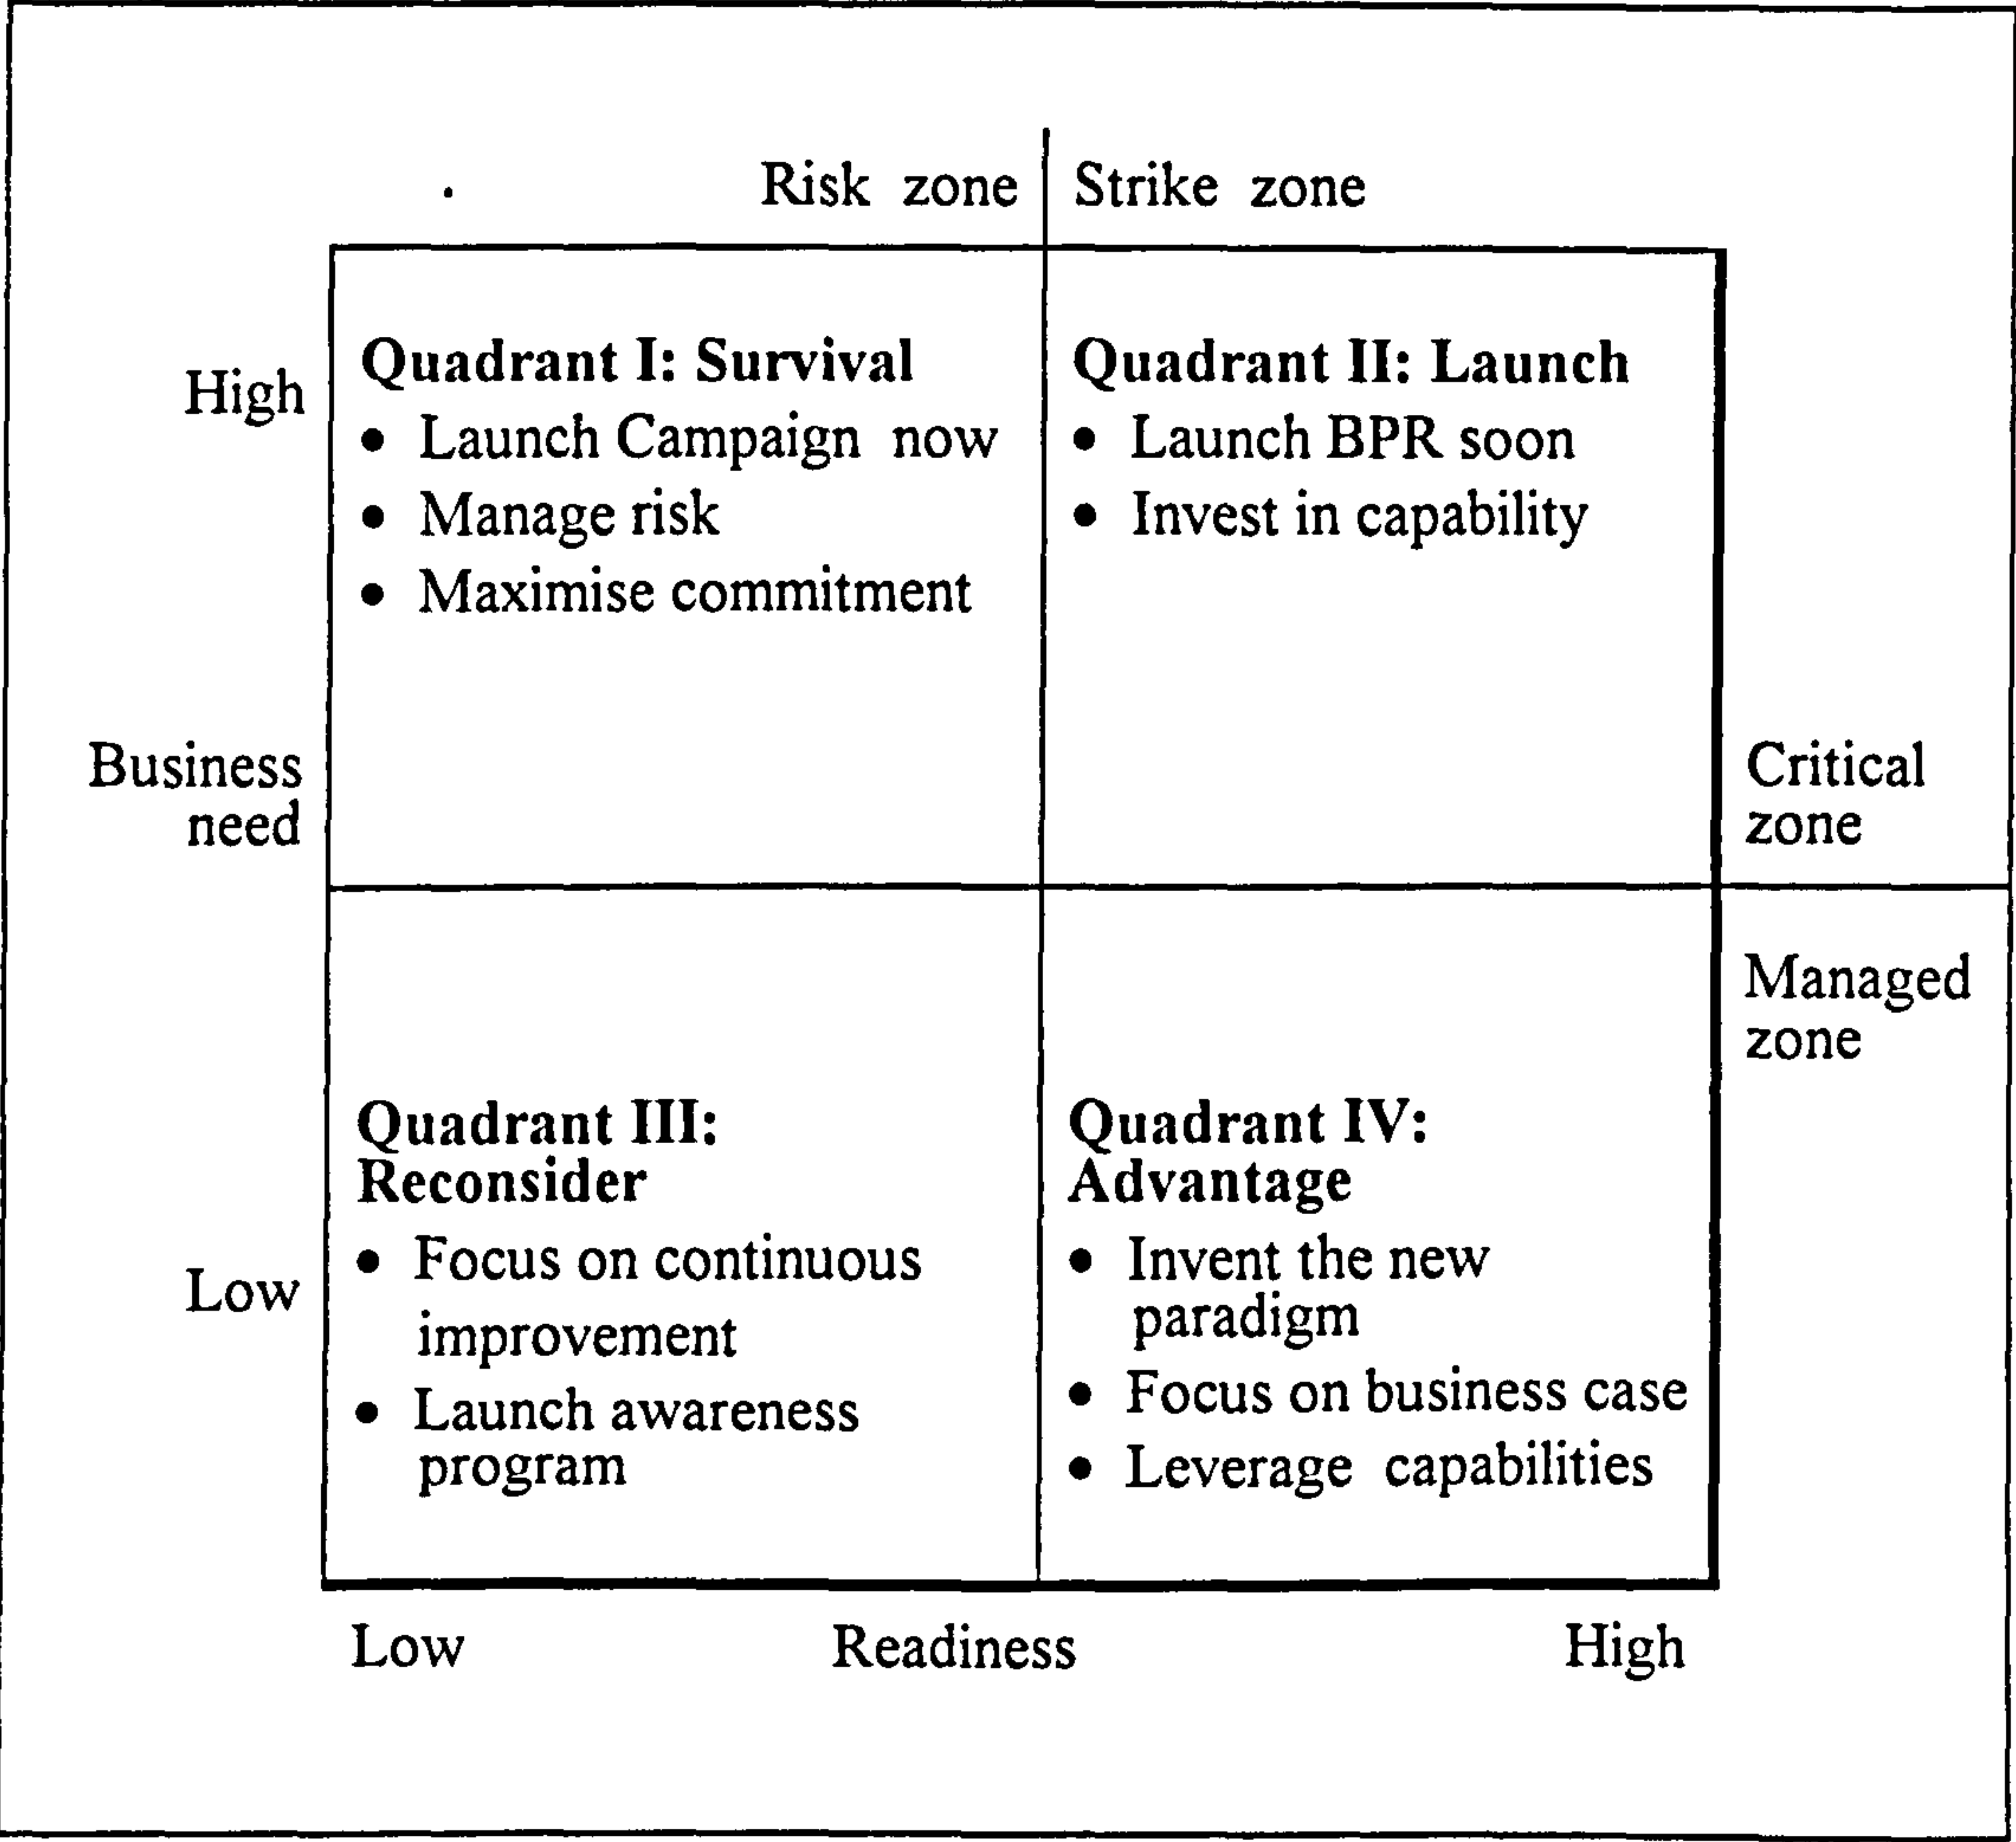 Risk zone
Strike zone
High
Quadrant I: Survival
• Launch Campaign now
• Manage risk
• Maximise commitment
Quadrant II: Launch
• Launch BPR soon
• Invest in capability
Business
need
Critical
zone
Managed
zone
Low
Quadrant III:
Reconsider
• Focus on continuous
improvement
• Launch awareness
program
Quadrant IV:
Advantage
• Invent the new
paradigm
• Focus on business case
• Leverage capabilities
Low
Readiness
High